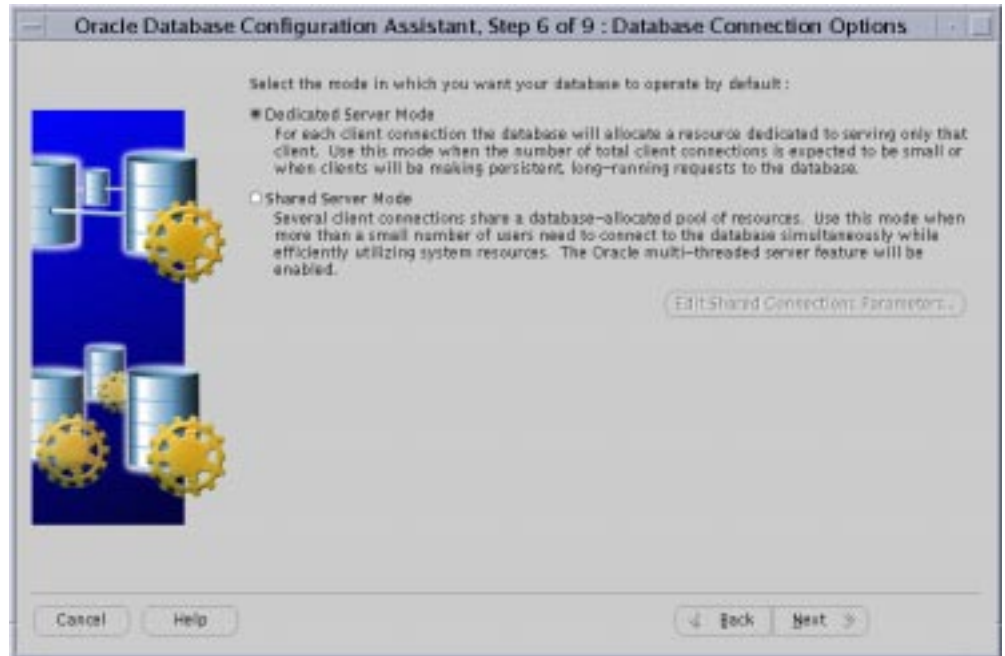 Oracle Database Configuration Assistant, Step 6 of 9 : Database Connection Options
Select the mode in which you want your database to operate by default :
Dedicated Server Mode
For each client connection the database will allocate a resource dedicated to serving only that
client. Use this mode when the number of total client connections is expected to be small or
when clients will be making persistent, long-running requests to the database.
Shared Server Mode
Several client connections share a database-allocated pool of resources. Use this mode when
more than a small number of users need to connect to the database simultaneously while
efficiently utilizing system resources. The Oracle multi-threaded server feature will be
enabled.
Edit Shared Connections Parameters...
Cancel
Help
Back
Next